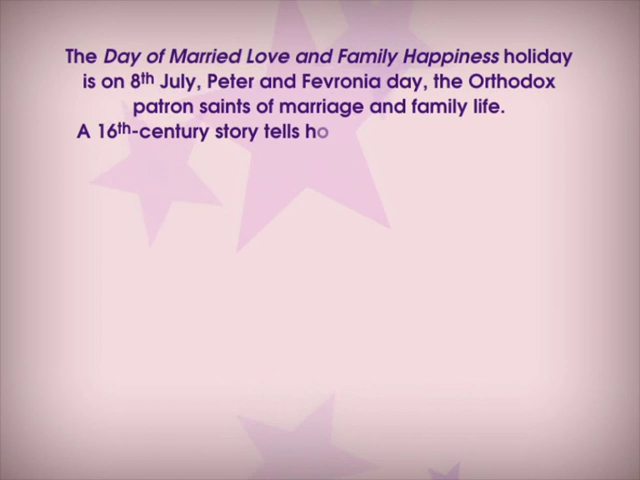 The Day of Married Love and Family Happiness holiday
is on 8th July, Peter and Fevronia day, the Orthodox
patron saints of marriage and family life.
A 16th-century story tells ho